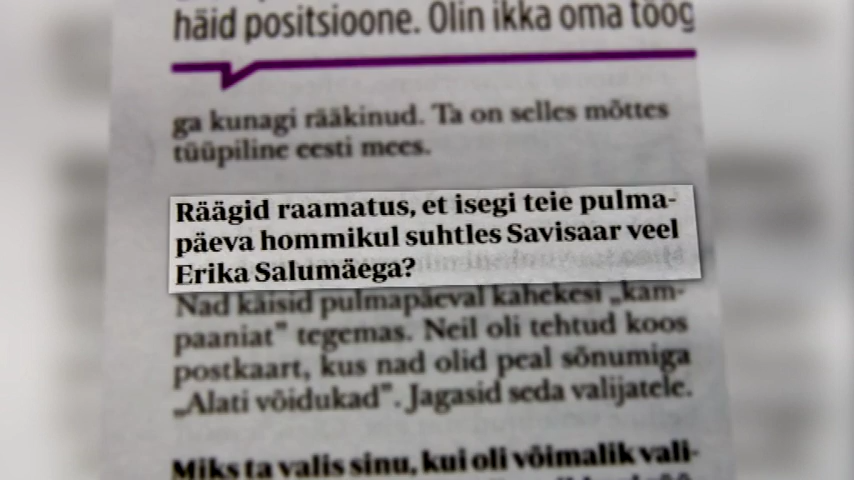 häid positsioone. Olin ikka oma töög
ga kunagi rääkinud. Ta on selles mõttes
tüüpiline eesti mees.
Räägid raamatus, et isegi teie pulma-
päeva hommikul suhtles Savisaar veel
Erika Salumäega?
Nad käisid pulmapäeval kahekesi „kam-
paaniat” tegemas. Neil oli tehtud koos
postkaart, kus nad olid peal sõnumiga
„Alati võidukad”. Jagasid seda valijatele.
Miks ta valis sinu, kui oli võimalik vali-